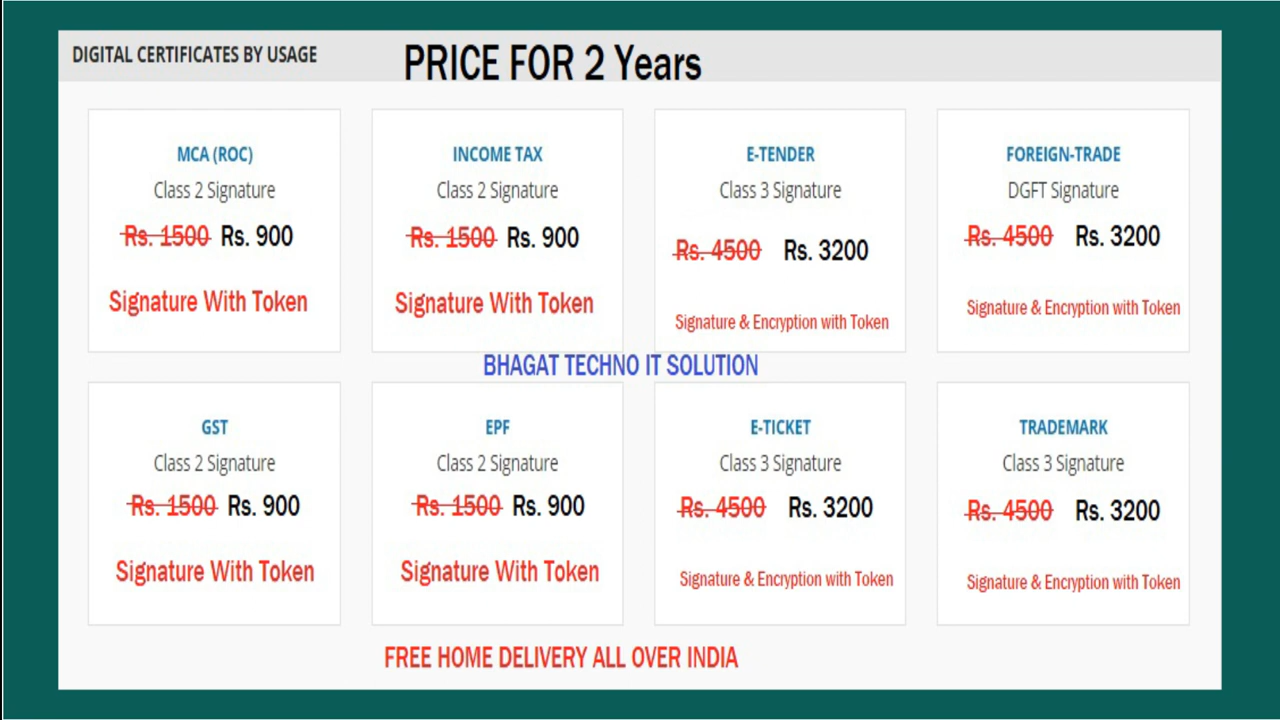 DIGITAL CERTIFICATES BY USAGE
PRICE FOR 2 Years
MCA (ROC)
Class 2 Signature
Rs. 1500 Rs. 900
Signature With Token
INCOME TAX
Class 2 Signature
Rs. 1500 Rs. 900
Signature With Token
E-TENDER
Class 3 Signature
Rs. 4500 Rs. 3200
Signature & Encryption with Token
FOREIGN-TRADE
DGFT Signature
Rs. 4500 Rs. 3200
Signature & Encryption with Token
BHAGAT TECHNO IT SOLUTION
GST
Class 2 Signature
Rs. 1500 Rs. 900
Signature With Token
EPF
Class 2 Signature
Rs. 1500 Rs. 900
Signature With Token
E-TICKET
Class 3 Signature
Rs. 4500 Rs. 3200
Signature & Encryption with Token
TRADEMARK
Class 3 Signature
Rs. 4500 Rs. 3200
Signature & Encryption with Token
FREE HOME DELIVERY ALL OVER INDIA